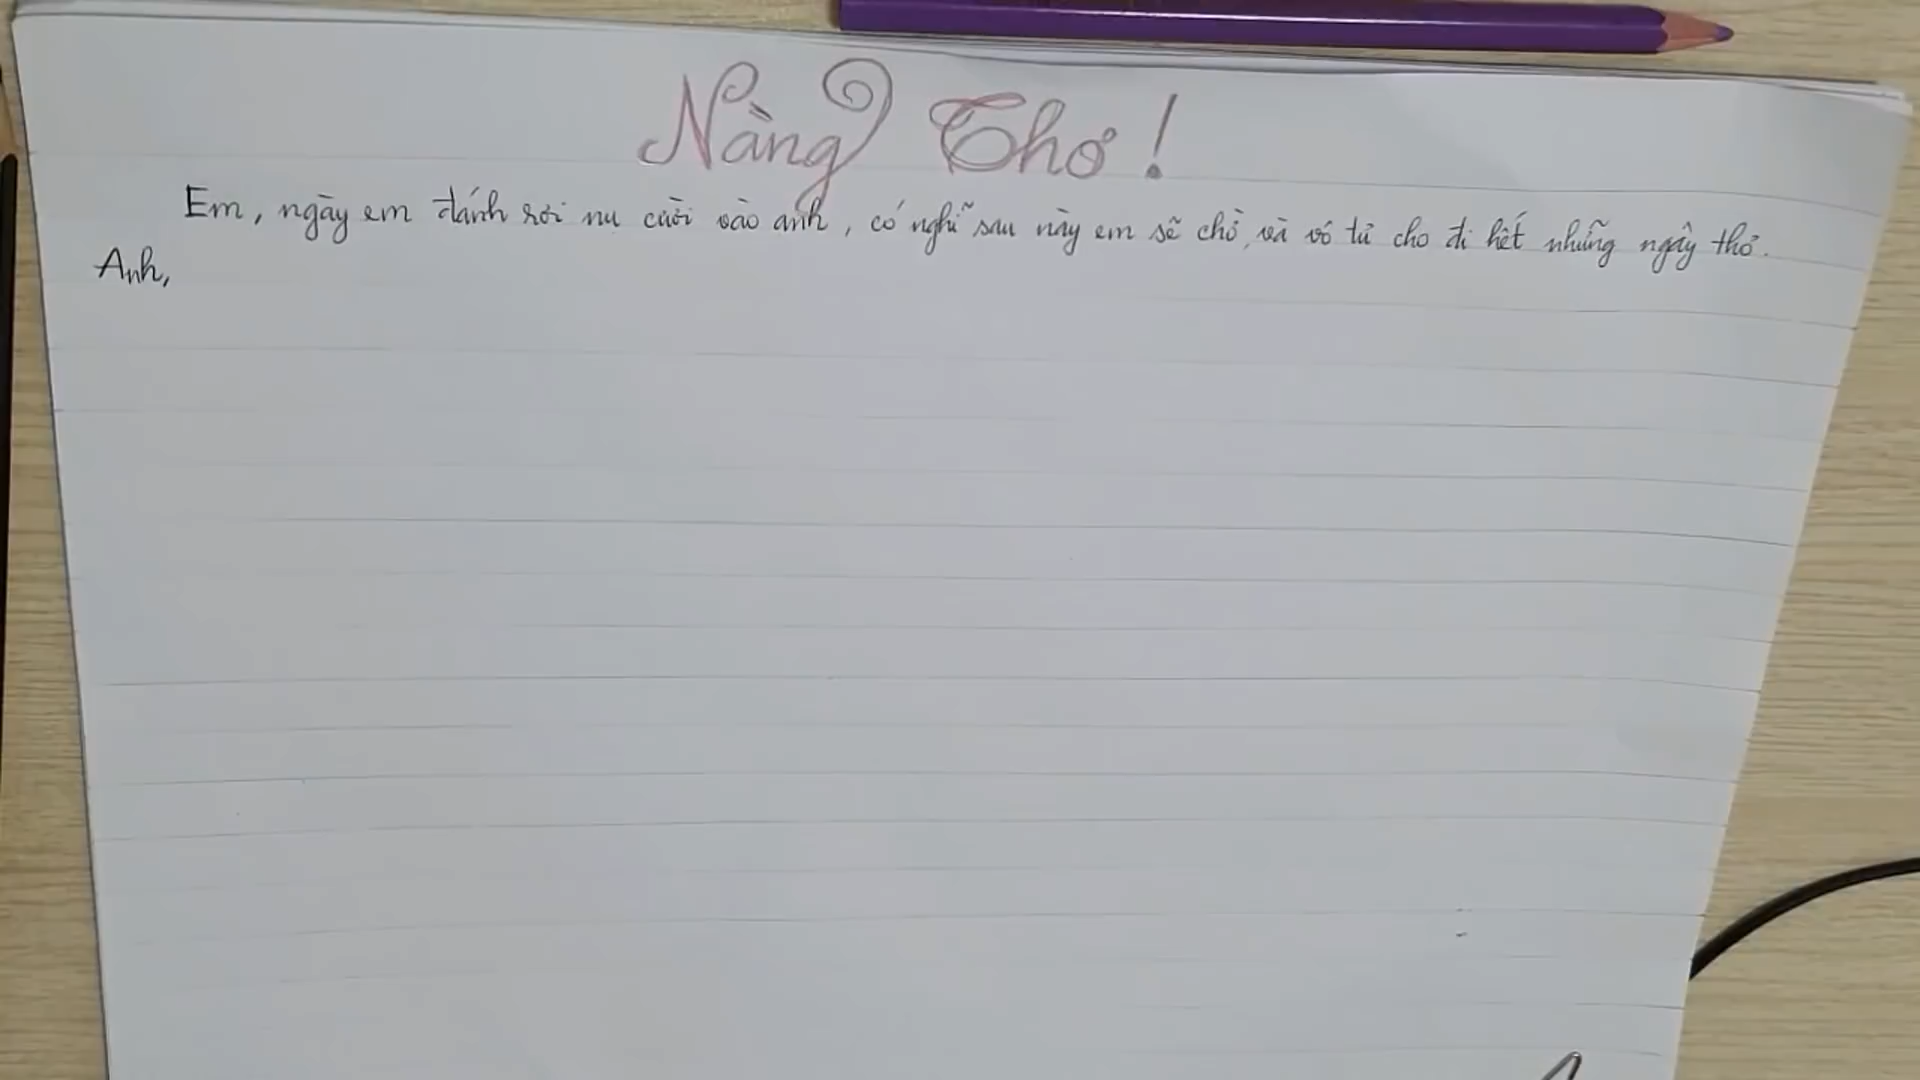 Nàng Thơ!
Em, ngày em đánh rơi nụ cười vào anh, có nghĩ sau này em sẽ chờ, và vô tư cho đi hết những ngây thơ.
Anh,